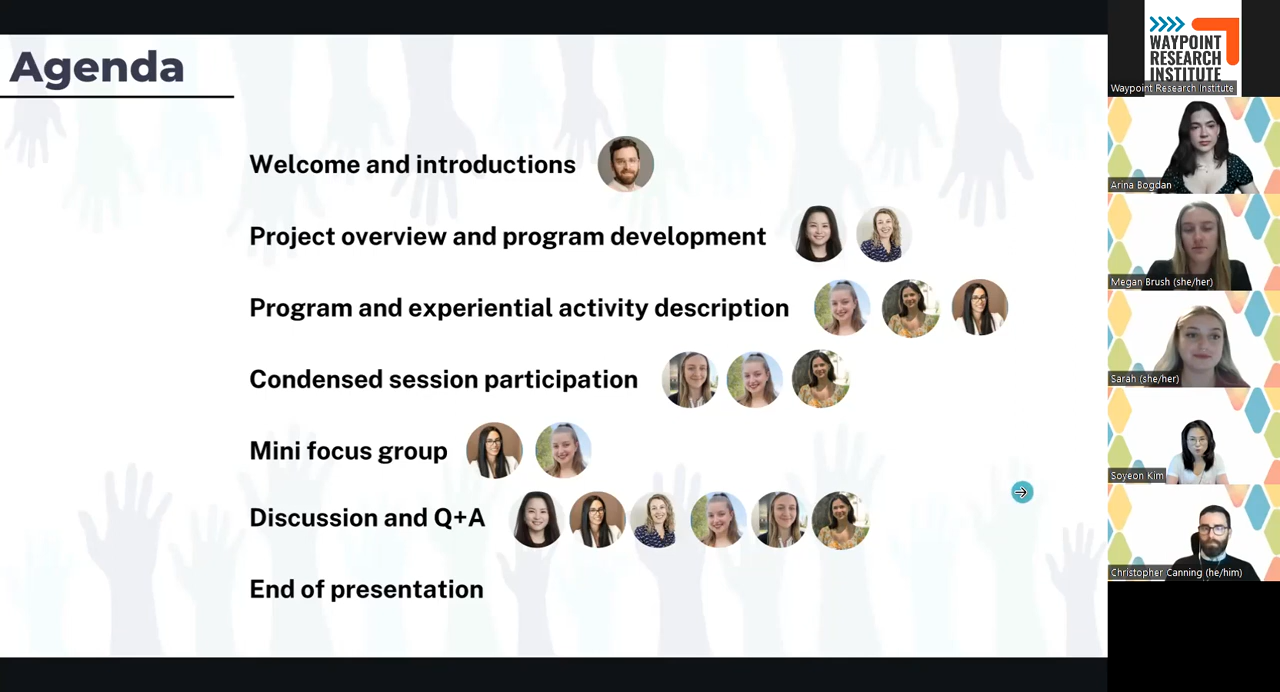 Agenda
Welcome and introductions
Project overview and program development
Program and experiential activity description
Condensed session participation
Mini focus group
Discussion and Q+A
End of presentation
WAYPOINT
RESEARCH
INSTITUTE
Waypoint Research Institute
Arina Bogdan
Megan Brush (she/her)
Sarah (she/her)
Soyeon Kim
Christopher Canning (he/him)